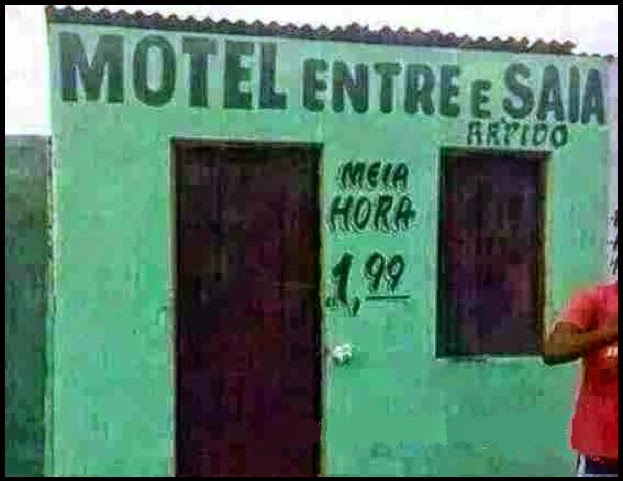 MOTEL ENTRE E SAIA
RÁPIDO
MEIA
HORA
1,99